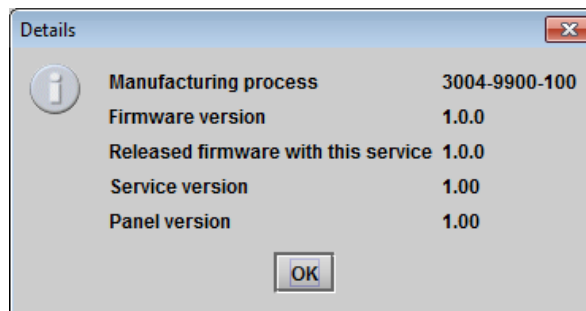 Details
Manufacturing process 3004-9900-100
Firmware version 1.0.0
Released firmware with this service 1.0.0
Service version 1.00
Panel version 1.00
OK